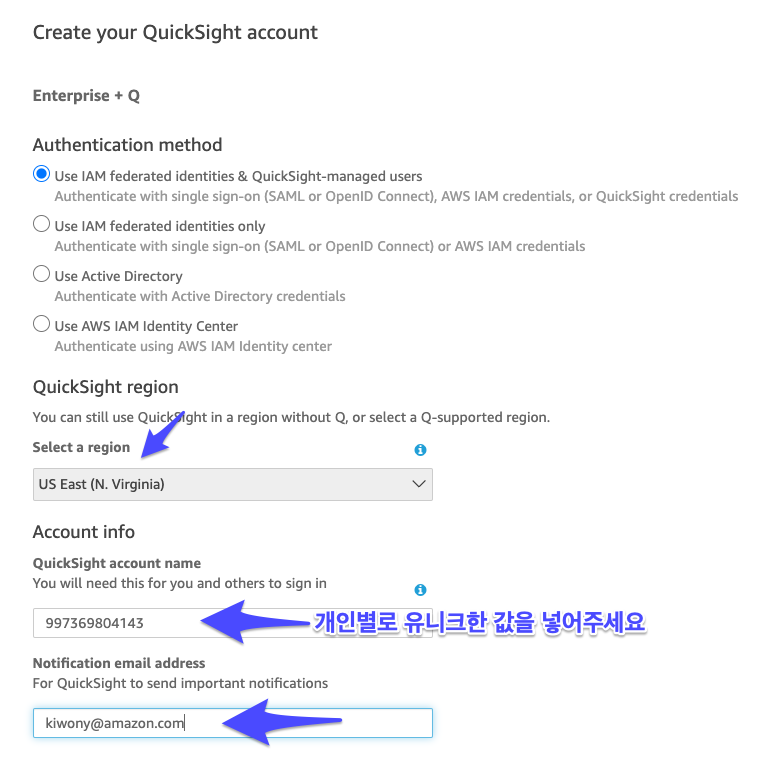 Create your QuickSight account
Enterprise + Q
Authentication method
Use IAM federated identities & QuickSight-managed users
Authenticate with single sign-on (SAML or OpenID Connect), AWS IAM credentials, or QuickSight credentials
Use IAM federated identities only
Authenticate with single sign-on (SAML or OpenID Connect) or AWS IAM credentials
Use Active Directory
Authenticate with Active Directory credentials
Use AWS IAM Identity Center
Authenticate using AWS IAM Identity center
QuickSight region
You can still use QuickSight in a region without Q, or select a Q-supported region.
Select a region
US East (N. Virginia)
Account info
QuickSight account name
You will need this for you and others to sign in
997369804143
개인별로 유니크한 값을 넣어주세요
Notification email address
For QuickSight to send important notifications
kiwony@amazon.com